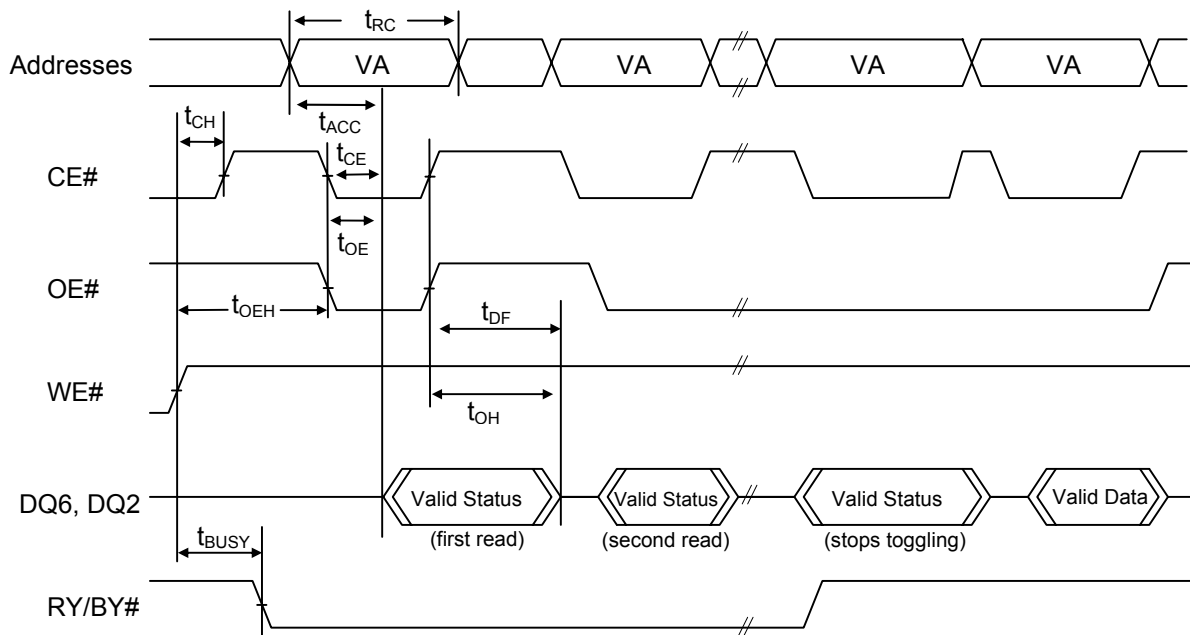 tRC
Addresses VA VA VA VA
tACC
tCH
tCE
CE#
tOE
OE#
tOEH
tDF
WE#
tOH
DQ6, DQ2 Valid Status Valid Status Valid Status Valid Data
(first read) (second read) (stops toggling)
tBUSY
RY/BY#